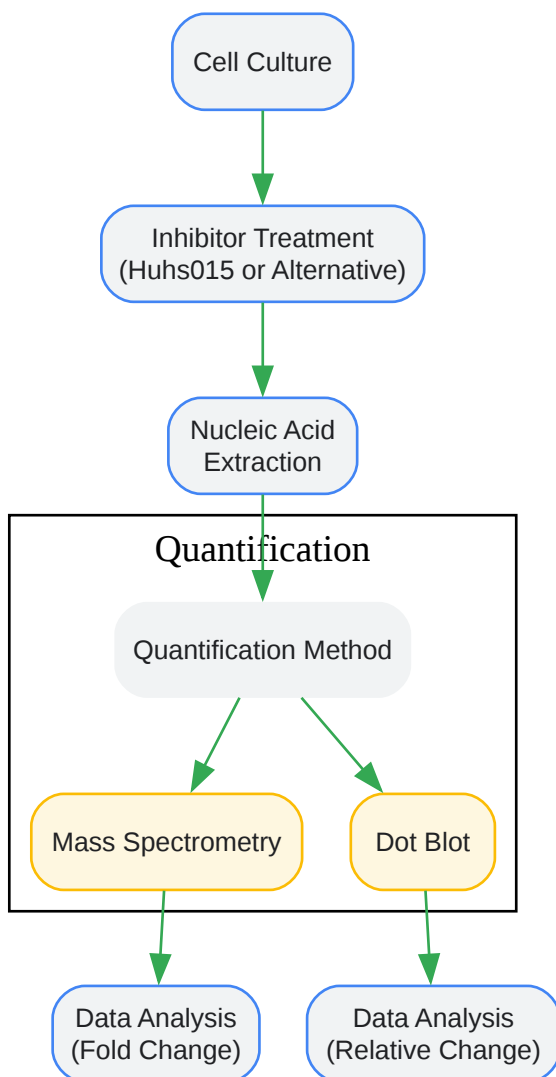 Cell Culture
Inhibitor Treatment
(Huhs015 or Alternative)
Nucleic Acid
Extraction
Quantification
Quantification Method
Mass Spectrometry
Dot Blot
Data Analysis
(Fold Change)
Data Analysis
(Relative Change)